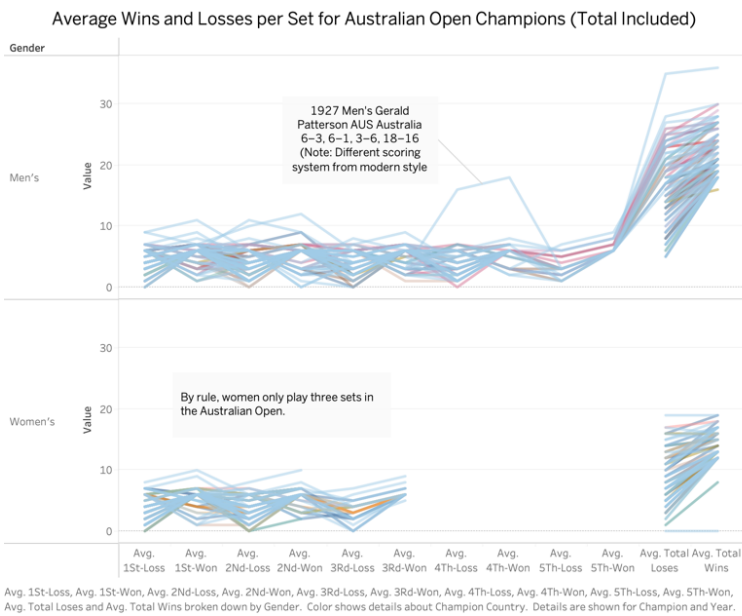 Average Wins and Losses per Set for Australian Open Champions (Total Included)
Gender
1927 Men's Gerald
Patterson AUS Australia
6–3, 6–1, 3–6, 18–16
(Note: Different scoring
system from modern style
Men's
Value
30
20
10
0
By rule, women only play three sets in
the Australian Open.
Women's
Value
30
20
10
0
Avg. Avg. Avg. Avg. Avg. Avg. Avg. Avg. Avg. Avg. Avg. Total Avg. Total
1St-Loss 1St-Won 2Nd-Loss 2Nd-Won 3Rd-Loss 3Rd-Won 4Th-Loss 4Th-Won 5Th-Loss 5Th-Won Loses Wins
Avg. 1St-Loss, Avg. 1St-Won, Avg. 2Nd-Loss, Avg. 2Nd-Won, Avg. 3Rd-Loss, Avg. 3Rd-Won, Avg. 4Th-Loss, Avg. 4Th-Won, Avg. 5Th-Loss, Avg. 5Th-Won,
Avg. Total Loses and Avg. Total Wins broken down by Gender. Color shows details about Champion Country. Details are shown for Champion and Year.